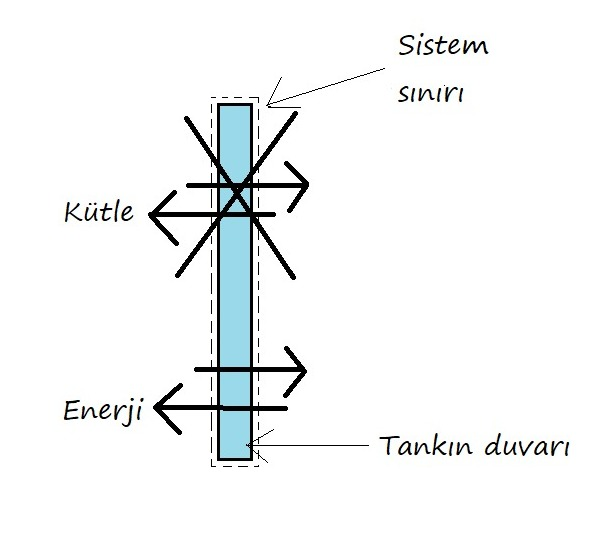 Sistem
sınırı
Kütle
Enerji
Tankın duvarı